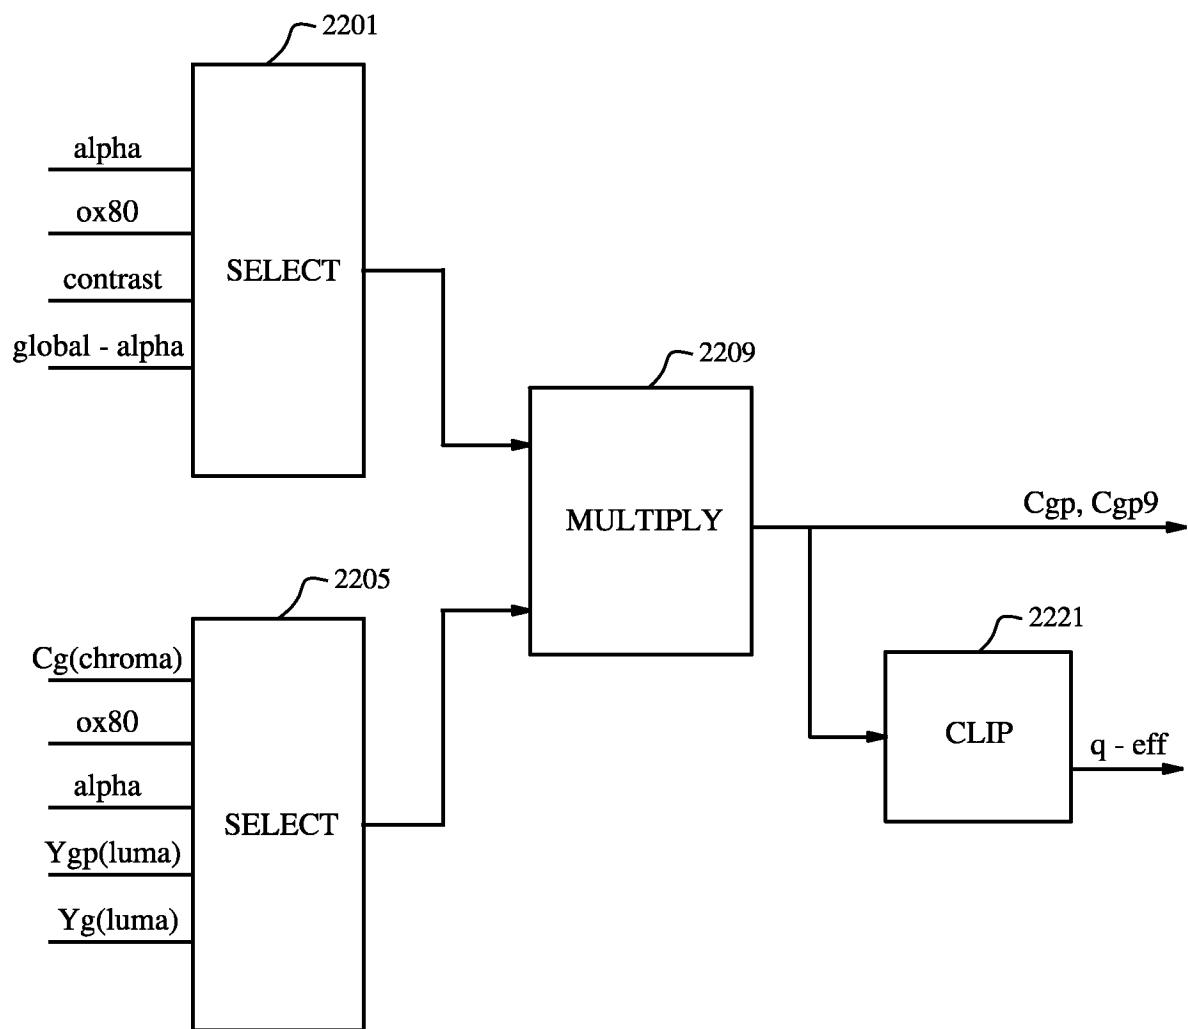 2201
alpha
ox80
contrast
global - alpha
SELECT
2209
MULTIPLY
Cgp, Cgp9
2205
Cg(chroma)
ox80
alpha
Ygp(luma)
Yg(luma)
SELECT
2221
CLIP
q - eff